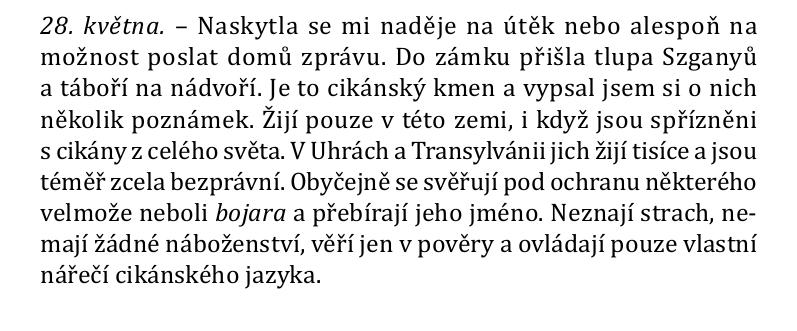 28. května. – Naskytla se mi naděje na útěk nebo alespoň na
možnost poslat domů zprávu. Do zámku přišla tlupa Szganyů
a táboří na nádvoří. Je to cikánský kmen a vypsal jsem si o nich
několik poznámek. Žijí pouze v této zemi, i když jsou spřízněni
s cikány z celého světa. V Uhrách a Transylvánii jich žijí tisíce a jsou
téměř zcela bezprávní. Obyčejně se svěřují pod ochranu některého
velmože neboli bojara a přebírají jeho jméno. Neznají strach, ne-
mají žádné náboženství, věří jen v pověry a ovládají pouze vlastní
nářečí cikánského jazyka.